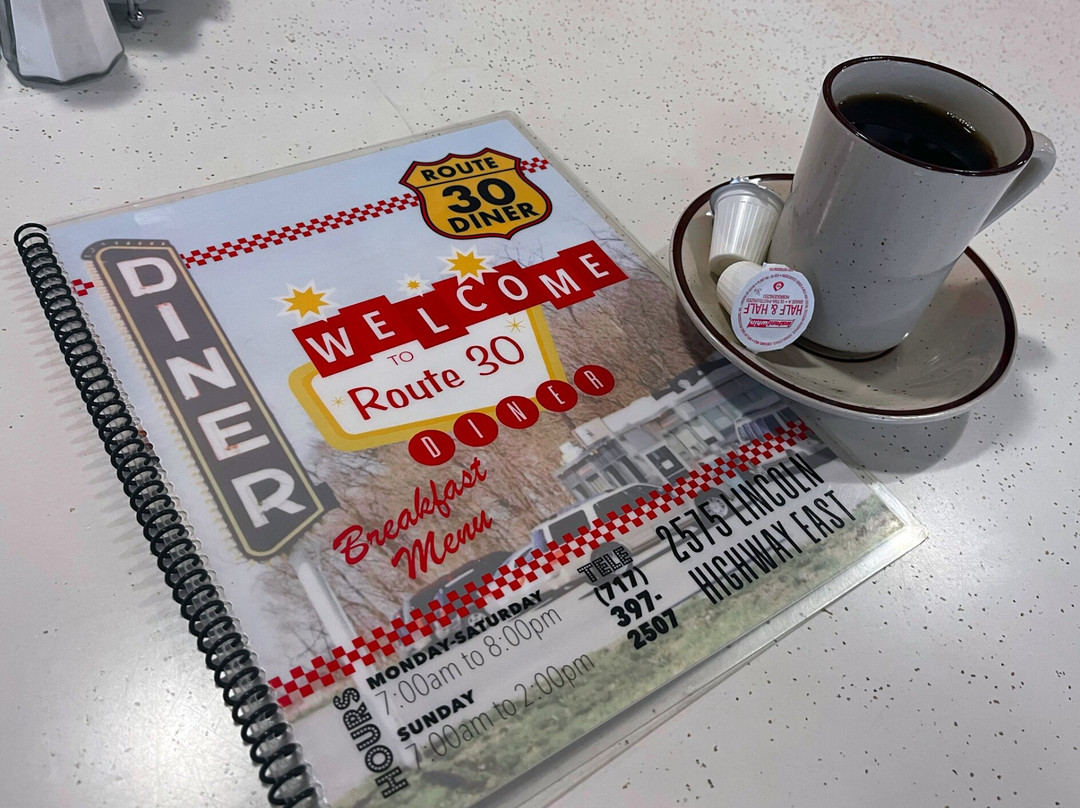 ROUTE
30
DINER
DINER
WELCOME
TO
Route 30
DINER
Breakfast
Menu
HOURS
MONDAY-SATURDAY
7:00am to 8:00pm
SUNDAY
7:00am to 2:00pm
TELE
(717)
397-
2507
2575 LINCOLN
HIGHWAY EAST
HALF & HALF